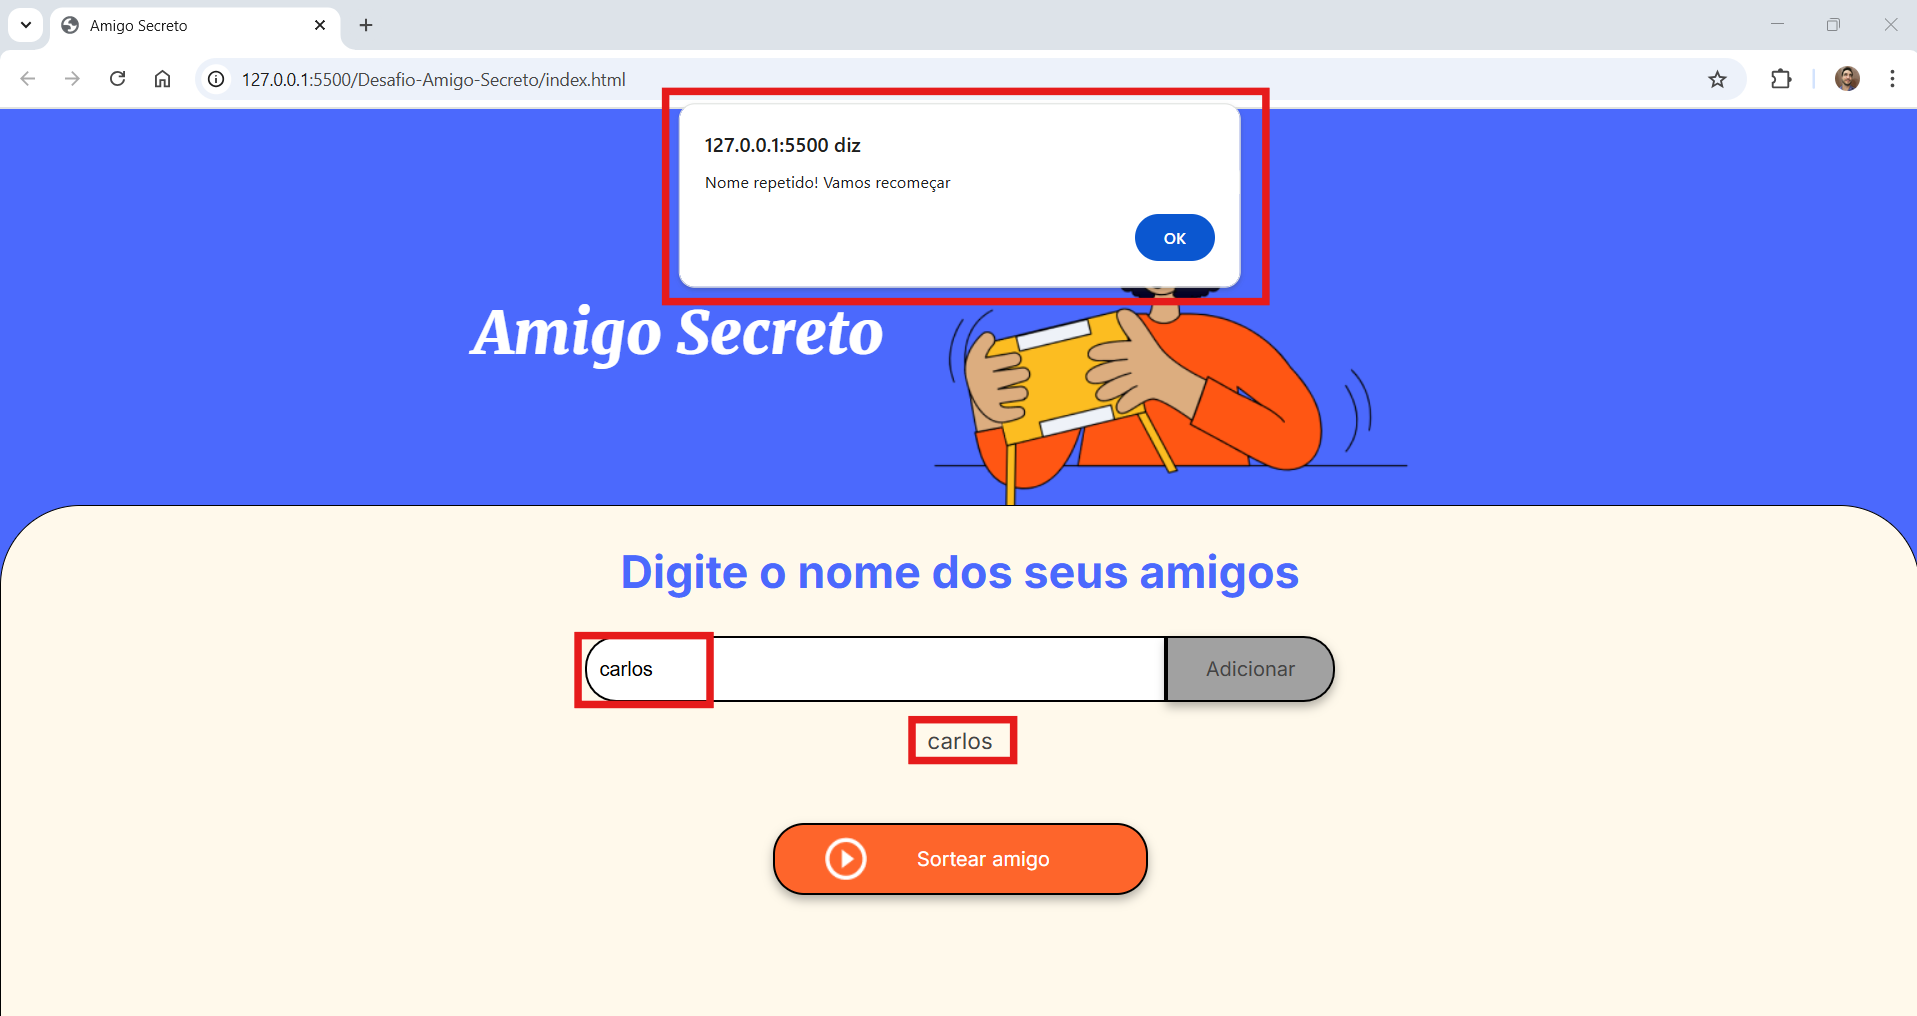 Amigo Secreto
127.0.0.1:5500/Desafio-Amigo-Secreto/index.html
127.0.0.1:5500 diz
Nome repetido! Vamos recomeçar
OK
Amigo Secreto
Digite o nome dos seus amigos
carlos
Adicionar
carlos
Sortear amigo